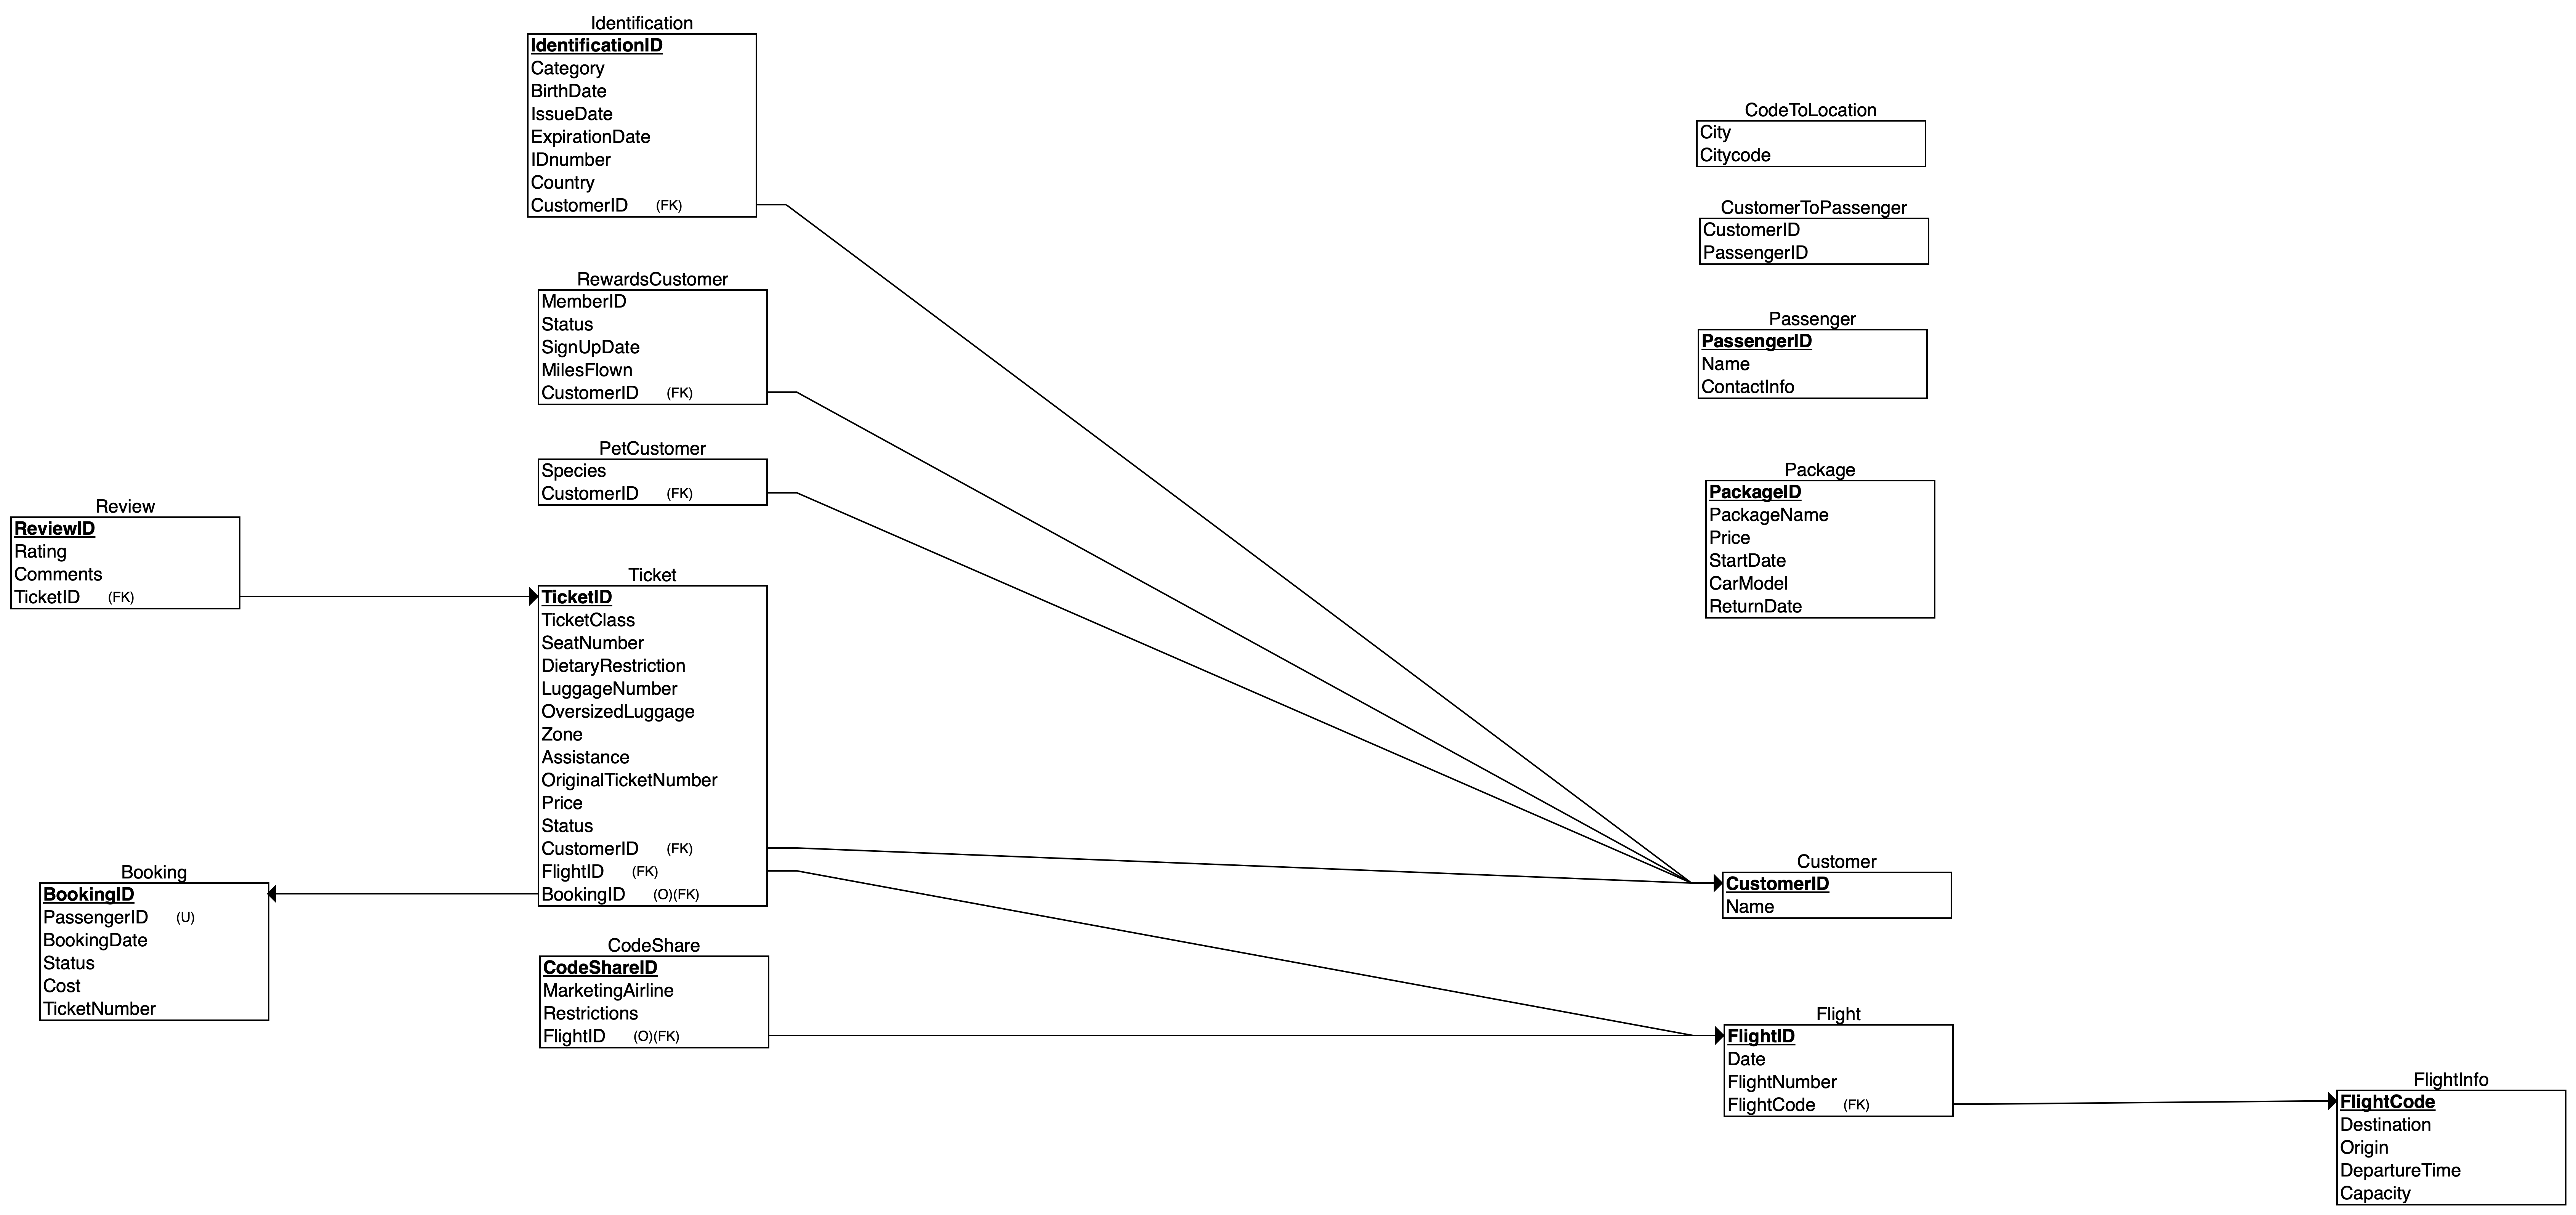 Identification
IdentificationID
Category
BirthDate
IssueDate
ExpirationDate
IDnumber
Country
CustomerID (FK)
CodeToLocation
City
Citycode
CustomerToPassenger
CustomerID
PassengerID
RewardsCustomer
MemberID
Status
SignUpDate
MilesFlown
CustomerID (FK)
Passenger
PassengerID
Name
ContactInfo
PetCustomer
Species
CustomerID (FK)
Package
PackageID
PackageName
Price
StartDate
CarModel
ReturnDate
Review
ReviewID
Rating
Comments
TicketID (FK)
Ticket
TicketID
TicketClass
SeatNumber
DietaryRestriction
LuggageNumber
OversizedLuggage
Zone
Assistance
OriginalTicketNumber
Price
Status
CustomerID (FK)
FlightID (FK)
BookingID (O)(FK)
Booking
BookingID
PassengerID (U)
BookingDate
Status
Cost
TicketNumber
Customer
CustomerID
Name
CodeShare
CodeShareID
MarketingAirline
Restrictions
FlightID (O)(FK)
Flight
FlightID
Date
FlightNumber
FlightCode (FK)
FlightInfo
FlightCode
Destination
Origin
DepartureTime
Capacity